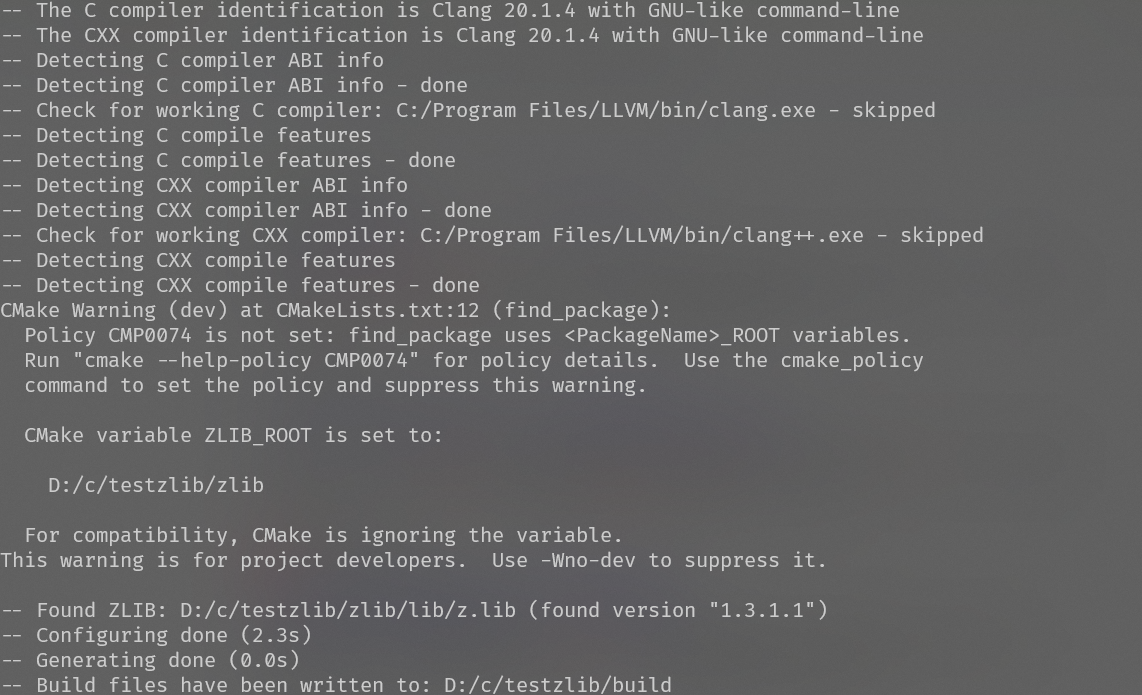 -- The C compiler identification is Clang 20.1.4 with GNU-like command-line
-- The CXX compiler identification is Clang 20.1.4 with GNU-like command-line
-- Detecting C compiler ABI info
-- Detecting C compiler ABI info - done
-- Check for working C compiler: C:/Program Files/LLVM/bin/clang.exe - skipped
-- Detecting C compile features
-- Detecting C compile features - done
-- Detecting CXX compiler ABI info
-- Detecting CXX compiler ABI info - done
-- Check for working CXX compiler: C:/Program Files/LLVM/bin/clang++.exe - skipped
-- Detecting CXX compile features
-- Detecting CXX compile features - done
CMake Warning (dev) at CMakeLists.txt:12 (find_package):
  Policy CMP0074 is not set: find_package uses <PackageName>_ROOT variables.
  Run "cmake --help-policy CMP0074" for policy details.  Use the cmake_policy
  command to set the policy and suppress this warning.

  CMake variable ZLIB_ROOT is set to:

    D:/c/testzlib/zlib

  For compatibility, CMake is ignoring the variable.
This warning is for project developers.  Use -Wno-dev to suppress it.

-- Found ZLIB: D:/c/testzlib/zlib/lib/z.lib (found version "1.3.1.1")
-- Configuring done (2.3s)
-- Generating done (0.0s)
-- Build files have been written to: D:/c/testzlib/build